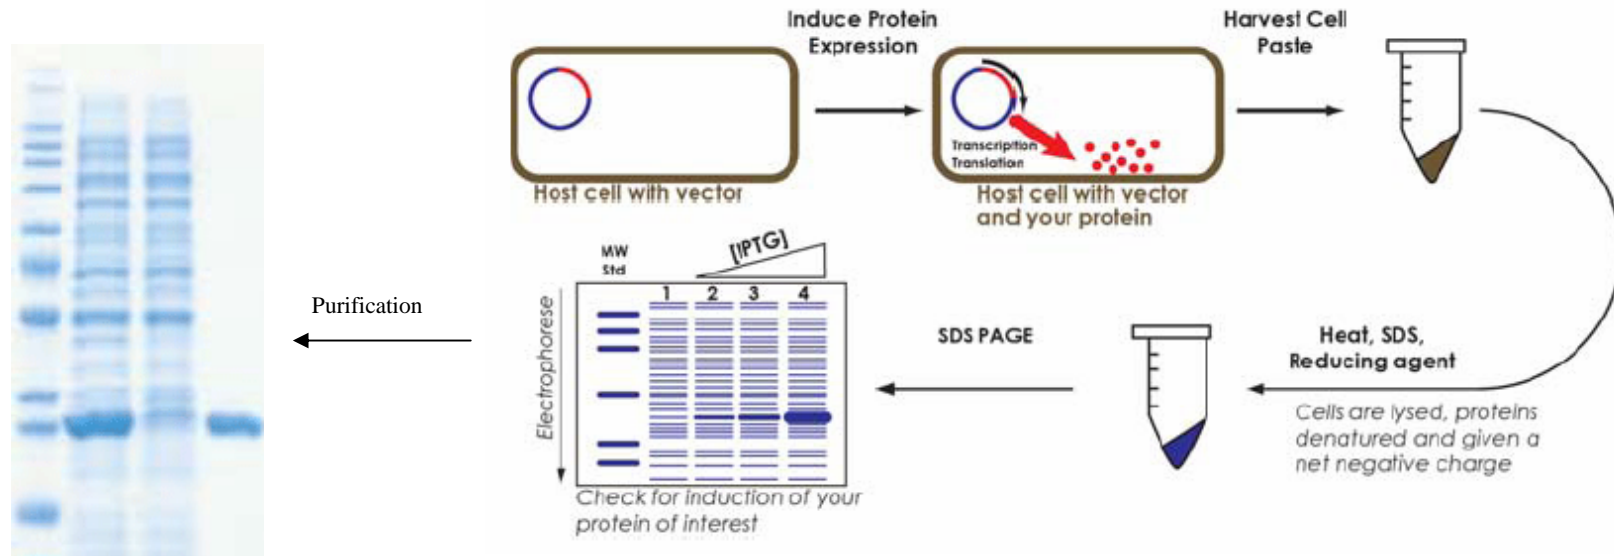 Induce Protein
Expression
Harvest Cell
Paste
Transcription
Translation
Host cell with vector
Host cell with vector
and your protein
MW
Std
[IPTG]
1 2 3 4
Electrophorese
Purification
SDS PAGE
Heat, SDS,
Reducing agent
Cells are lysed, proteins
denatured and given a
net negative charge
Check for induction of your
protein of interest